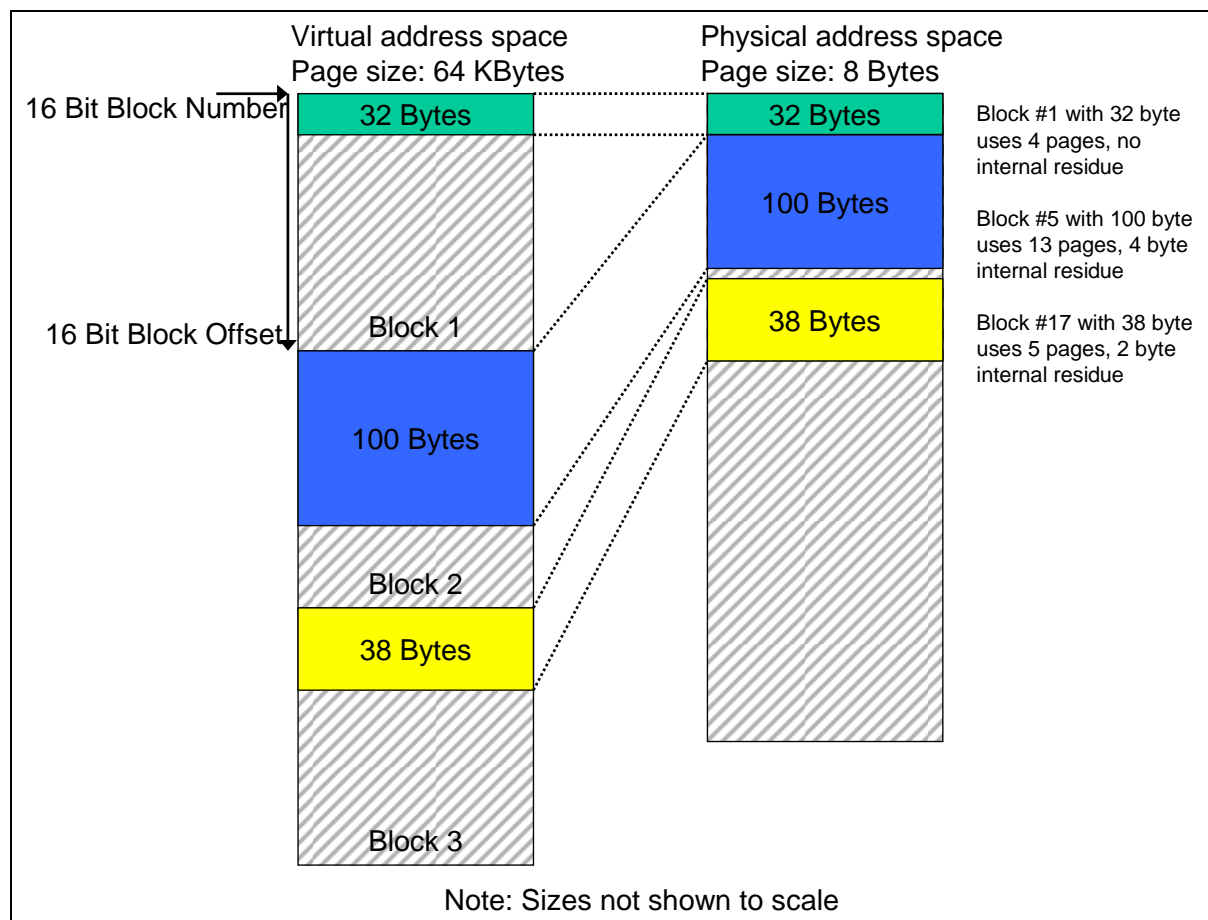 Virtual address space
Page size: 64 KBytes
Physical address space
Page size: 8 Bytes
16 Bit Block Number
32 Bytes
32 Bytes
Block #1 with 32 byte
uses 4 pages, no
internal residue
100 Bytes
Block #5 with 100 byte
uses 13 pages, 4 byte
internal residue
16 Bit Block Offset
Block 1
38 Bytes
Block #17 with 38 byte
uses 5 pages, 2 byte
internal residue
100 Bytes
Block 2
38 Bytes
Block 3
Note: Sizes not shown to scale